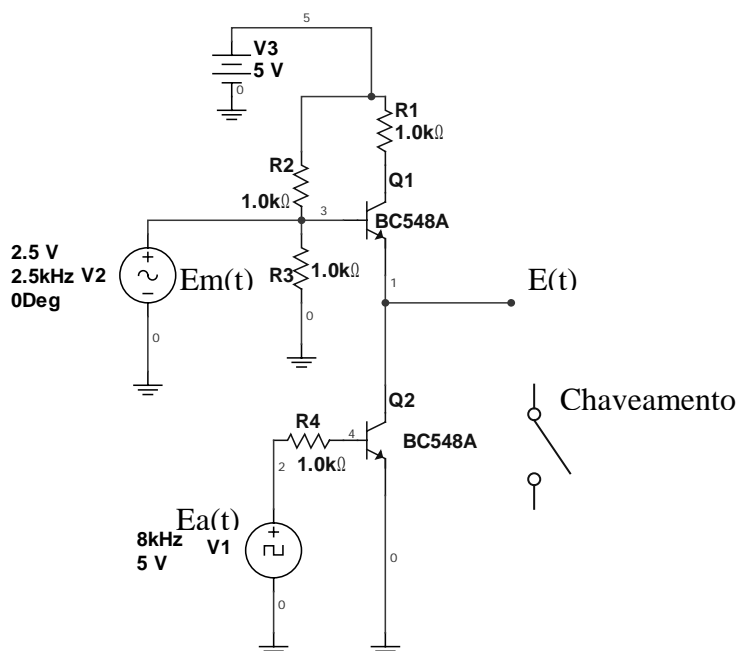 5
V3
5 V
0
R1
1.0kΩ
R2
1.0kΩ
Q1
3
BC548A
2.5 V
2.5kHz V2
0Deg
Em(t)
R3 1.0kΩ
1
E(t)
0
0
Q2
Chaveamento
R4
4
BC548A
1.0kΩ
2
Ea(t)
8kHz V1
5 V
0
0